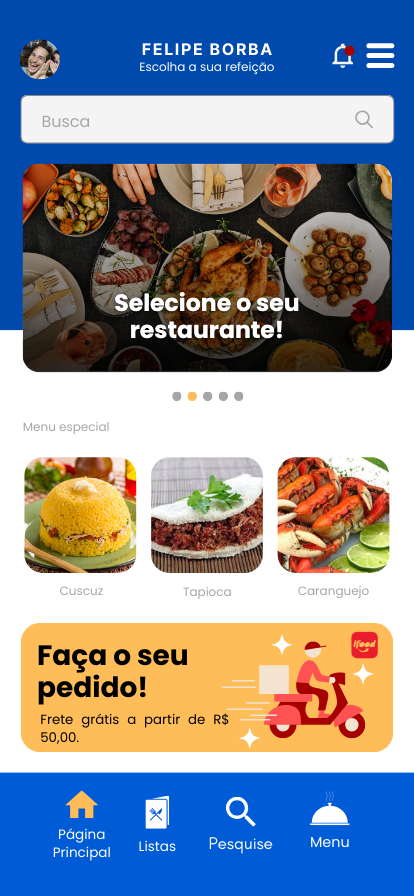 FELIPE BORBA
Escolha a sua refeição
Busca
Selecione o seu
restaurante!
Menu especial
Cuscuz
Tapioca
Caranguejo
Faça o seu
pedido!
ifood
Frete grátis a partir de R$
50,00.
Página
Principal
Listas
Pesquise
Menu